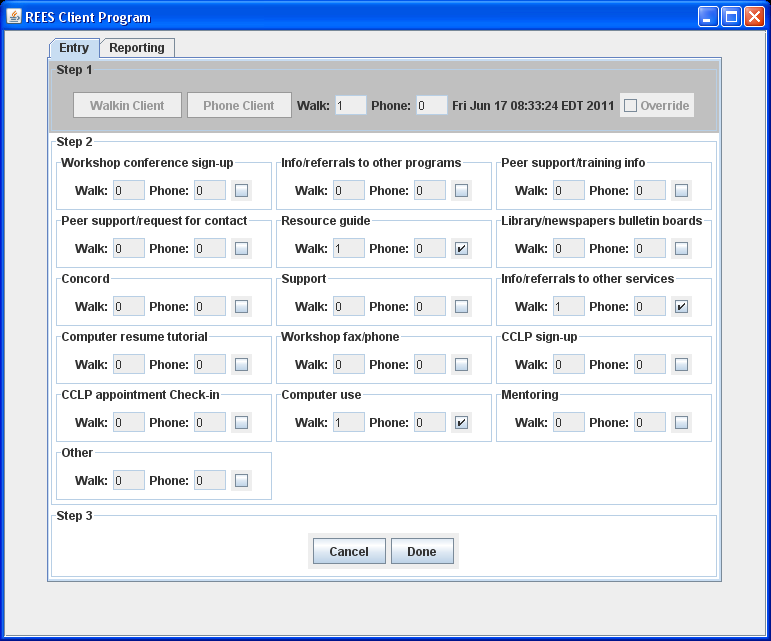 REES Client Program
Entry Reporting
Step 1
Walkin Client Phone Client Walk: 1 Phone: 0 Fri Jun 17 08:33:24 EDT 2011 Override
Step 2
Workshop conference sign-up Info/referrals to other programs Peer support/training info
Walk: 0 Phone: 0 Walk: 0 Phone: 0 Walk: 0 Phone: 0
Peer support/request for contact Resource guide Library/newspapers bulletin boards
Walk: 0 Phone: 0 Walk: 1 Phone: 0 Walk: 0 Phone: 0
Concord Support Info/referrals to other services
Walk: 0 Phone: 0 Walk: 0 Phone: 0 Walk: 1 Phone: 0
Computer resume tutorial Workshop fax/phone CCLP sign-up
Walk: 0 Phone: 0 Walk: 0 Phone: 0 Walk: 0 Phone: 0
CCLP appointment Check-in Computer use Mentoring
Walk: 0 Phone: 0 Walk: 1 Phone: 0 Walk: 0 Phone: 0
Other
Walk: 0 Phone: 0
Step 3
Cancel Done